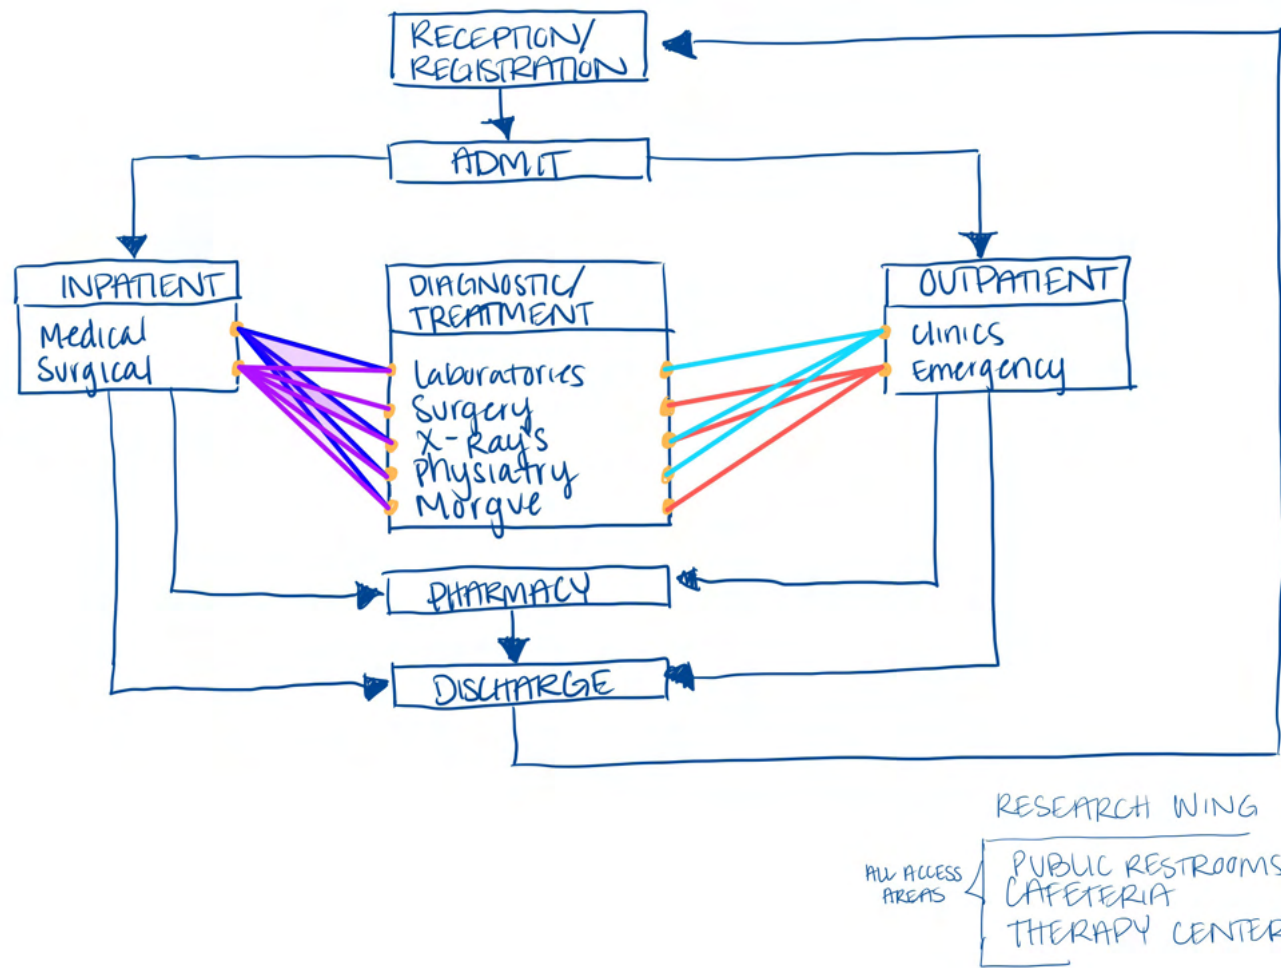 RECEPTION/
REGISTRATION
ADMIT
INPATIENT
Medical
Surgical
DIAGNOSTIC/
TREATMENT
Laboratories
Surgery
X-Ray's
Physiatry
Morgue
OUTPATIENT
Clinics
Emergency
PHARMACY
DISCHARGE
RESEARCH WING
ALL ACCESS
AREAS
PUBLIC RESTROOMS
CAFETERIA
THERAPY CENTER